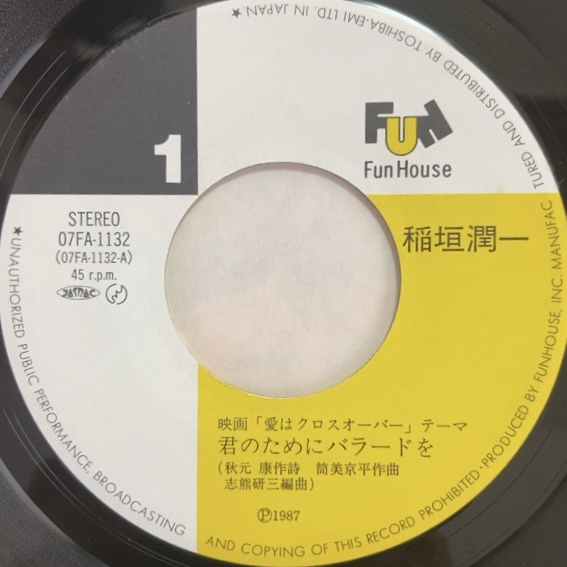 1
FUN
Fun House
STEREO
07FA-1132
(07FA-1132-A)
45 r.p.m.
JASRAC
稲垣潤一
映画「愛はクロスオーバー」テーマ
君のためにバラードを
(秋元 康作詩 筒美京平作曲
志熊研三編曲)
Ⓟ1987
★UNAUTHORIZED PUBLIC PERFORMANCE, BROADCASTING AND COPYING OF THIS RECORD PROHIBITED・PRODUCED BY FUNHOUSE, INC. MANUFACTURED AND DISTRIBUTED BY TOSHIBA-EMI LTD. IN JAPAN.★